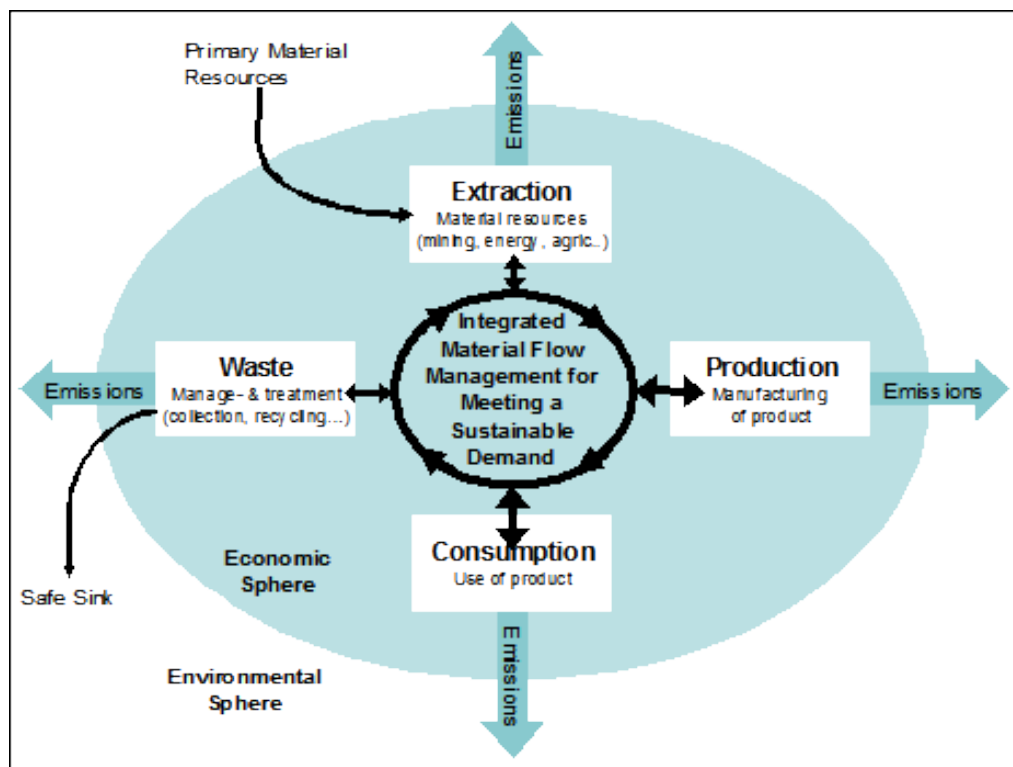 Primary Material
Resources
Emissions
Extraction
Material resources
(mining, energy, agric..)
Integrated
Material Flow
Management for
Meeting a
Sustainable
Demand
Waste
Manage- & treatment
(collection, recycling...)
Emissions
Production
Manufacturing
of product
Emissions
Consumption
Use of product
Emissions
Economic
Sphere
Safe Sink
Environmental
Sphere